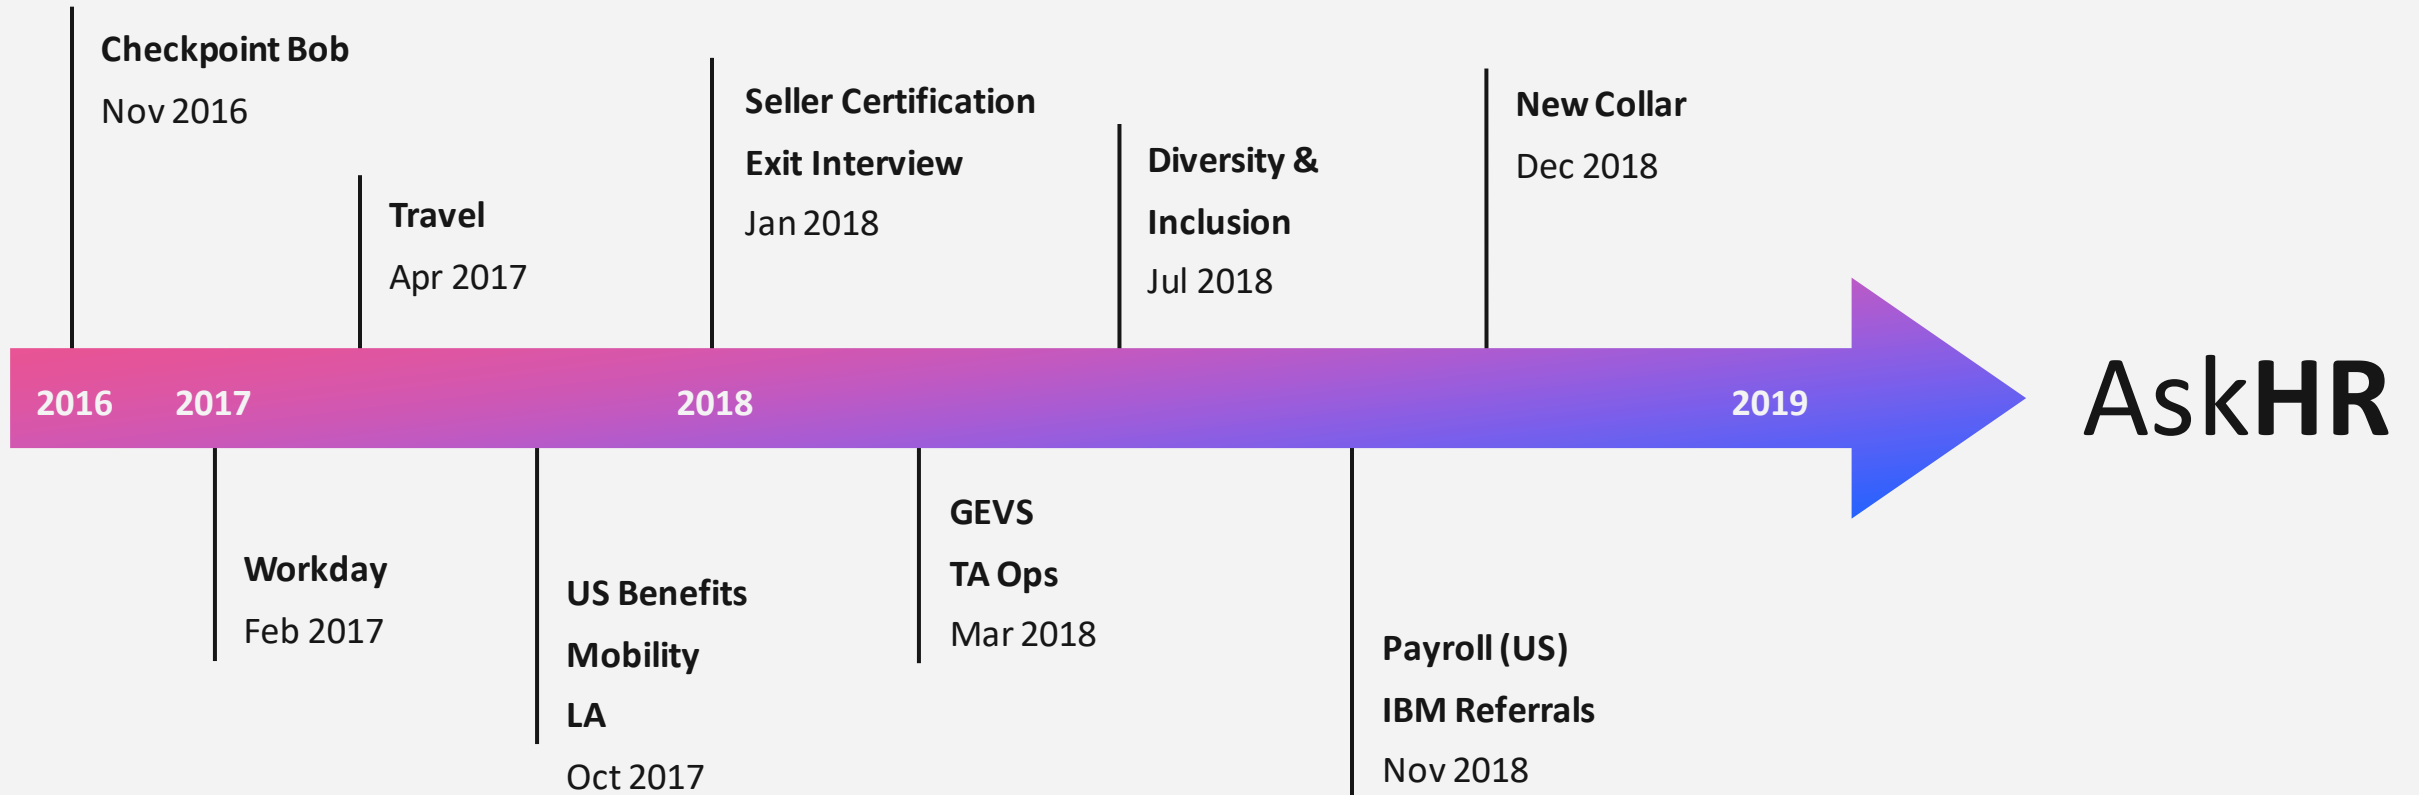 Checkpoint Bob
Nov 2016
Travel
Apr 2017
Seller Certification
Exit Interview
Jan 2018
Diversity &
Inclusion
Jul 2018
New Collar
Dec 2018
2016
2017
2018
2019
AskHR
Workday
Feb 2017
US Benefits
Mobility
LA
Oct 2017
GEVS
TA Ops
Mar 2018
Payroll (US)
IBM Referrals
Nov 2018